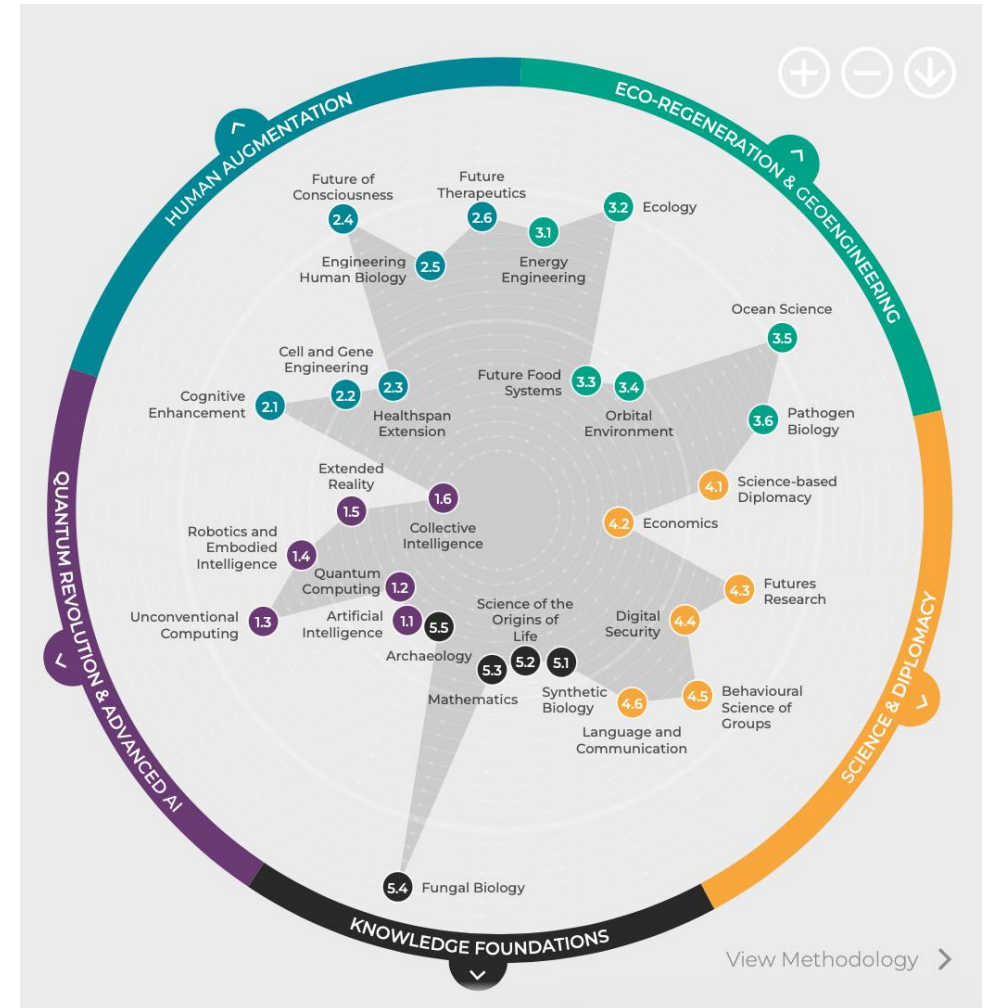 HUMAN AUGMENTATION
ECO-REGENERATION & GEOENGINEERING
SCIENCE & DIPLOMACY
KNOWLEDGE FOUNDATIONS
QUANTUM REVOLUTION & ADVANCED AI
Future of
Consciousness
2.4
Future
Therapeutics
2.6
3.2
Ecology
3.1
Energy
Engineering
Engineering
Human Biology
2.5
Ocean Science
3.5
Cell and Gene
Engineering
2.2
2.3
Healthspan
Extension
Cognitive
Enhancement
2.1
Future Food
Systems
3.3
3.4
Orbital
Environment
3.6
Pathogen
Biology
Extended
Reality
1.5
1.6
Collective
Intelligence
4.1
Science-based
Diplomacy
4.2
Economics
Robotics and
Embodied
Intelligence
1.4
Quantum
Computing
1.2
4.3
Futures
Research
Unconventional
Computing
1.3
Artificial
Intelligence
1.1
5.5
Archaeology
Science of the
Origins of
Life
5.2
Digital
Security
4.4
5.3
Mathematics
5.1
Synthetic
Biology
4.6
Language and
Communication
4.5
Behavioural
Science of
Groups
5.4
Fungal Biology
View Methodology